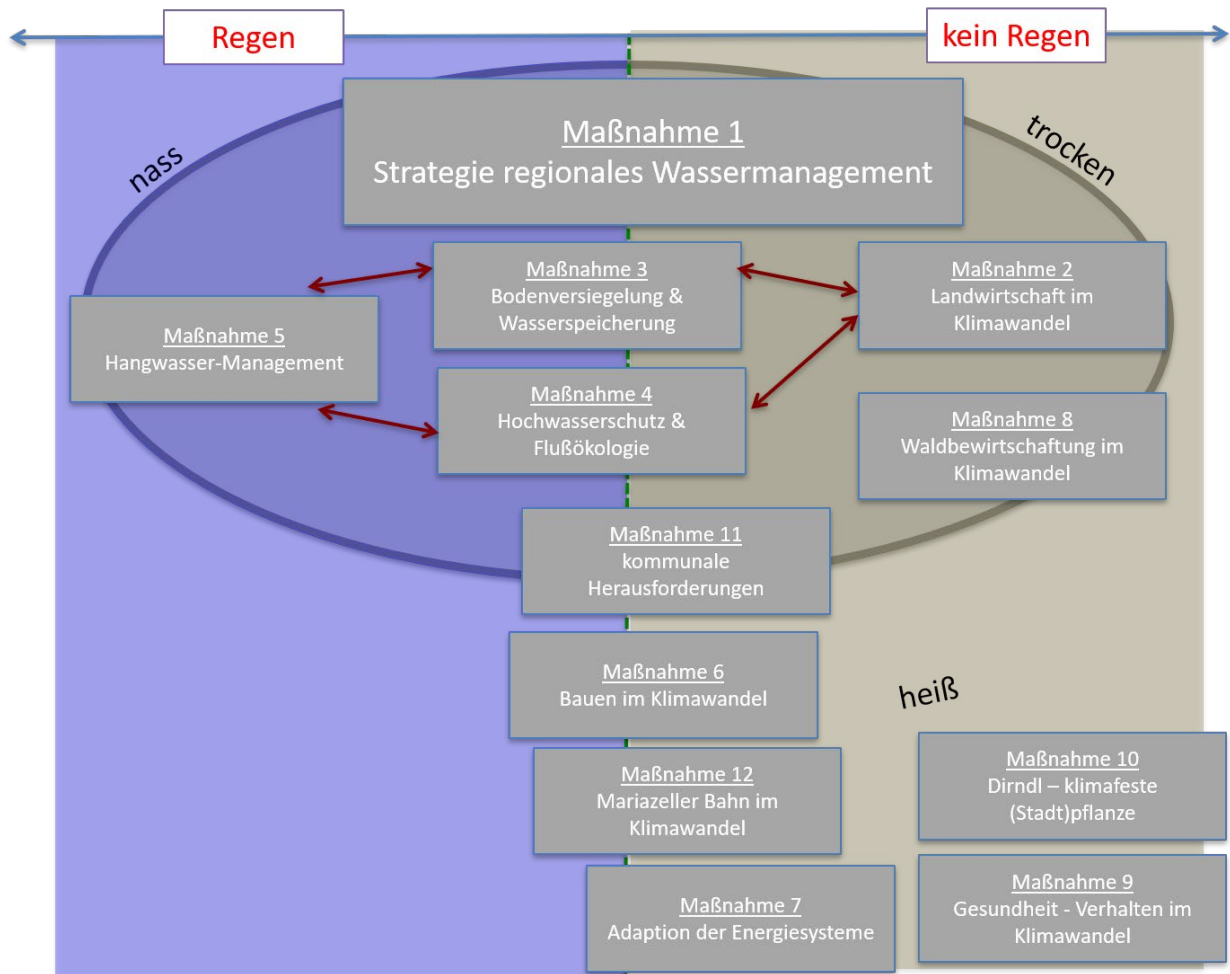 Regen
kein Regen
nass
trocken
Maßnahme 1
Strategie regionales Wassermanagement
Maßnahme 3
Bodenversiegelung &
Wasserspeicherung
Maßnahme 2
Landwirtschaft im
Klimawandel
Maßnahme 5
Hangwasser-Management
Maßnahme 4
Hochwasserschutz &
Flußökologie
Maßnahme 8
Waldbewirtschaftung im
Klimawandel
Maßnahme 11
kommunale
Herausforderungen
Maßnahme 6
Bauen im Klimawandel
heiß
Maßnahme 12
Mariazeller Bahn im
Klimawandel
Maßnahme 10
Dirndl – klimafeste
(Stadt)pflanze
Maßnahme 7
Adaption der Energiesysteme
Maßnahme 9
Gesundheit - Verhalten im
Klimawandel